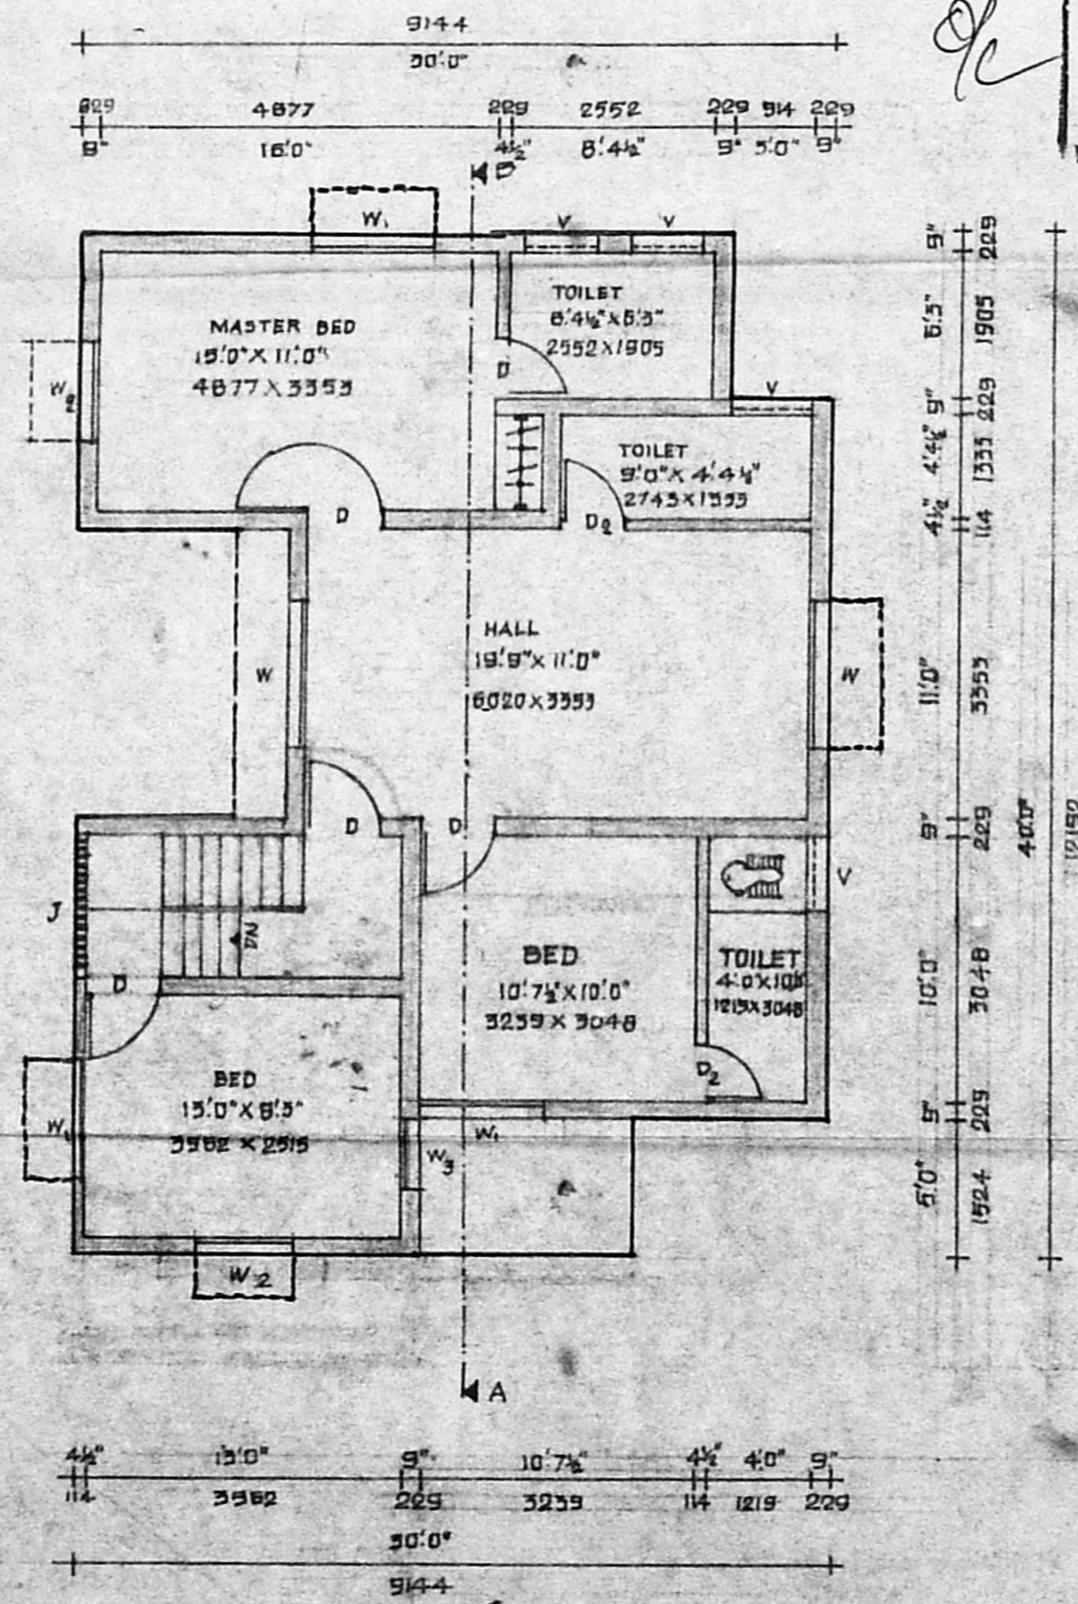 9144
30'.0"
229 4877 229 2552 229 914 229
9" 16'.0" 4½" 8'.4½" 9" 3'.0" 9"
B
W1
V V
TOILET
8'.4½"X6'.3"
2552X1905
MASTER BED
15'.0"X11'.0"
4877X3353
W2
D
V
TOILET
9'.0"X4'.4½"
2743X1333
D
D2
HALL
19'.9"X11'.0"
6020X3353
W
W
D D
V
J
DN
BED
10'.7½"X10'.0"
3239X3048
TOILET
4'.0X10'.0
1219X3048
D
D2
BED
13'.0"X8'.3"
3962X2515
W1
W1
W3
W2
A
9" 229
6'.3" 1905
9" 229
4'.4½" 1333
4½" 114
11'.0" 3353
9" 229
10'.0" 3048
9" 229
5'.0" 1524
40'.0"
12192
4½" 13'.0" 9" 10'.7½" 4½" 4'.0" 9"
114 3962 229 3239 114 1219 229
30'.0"
9144